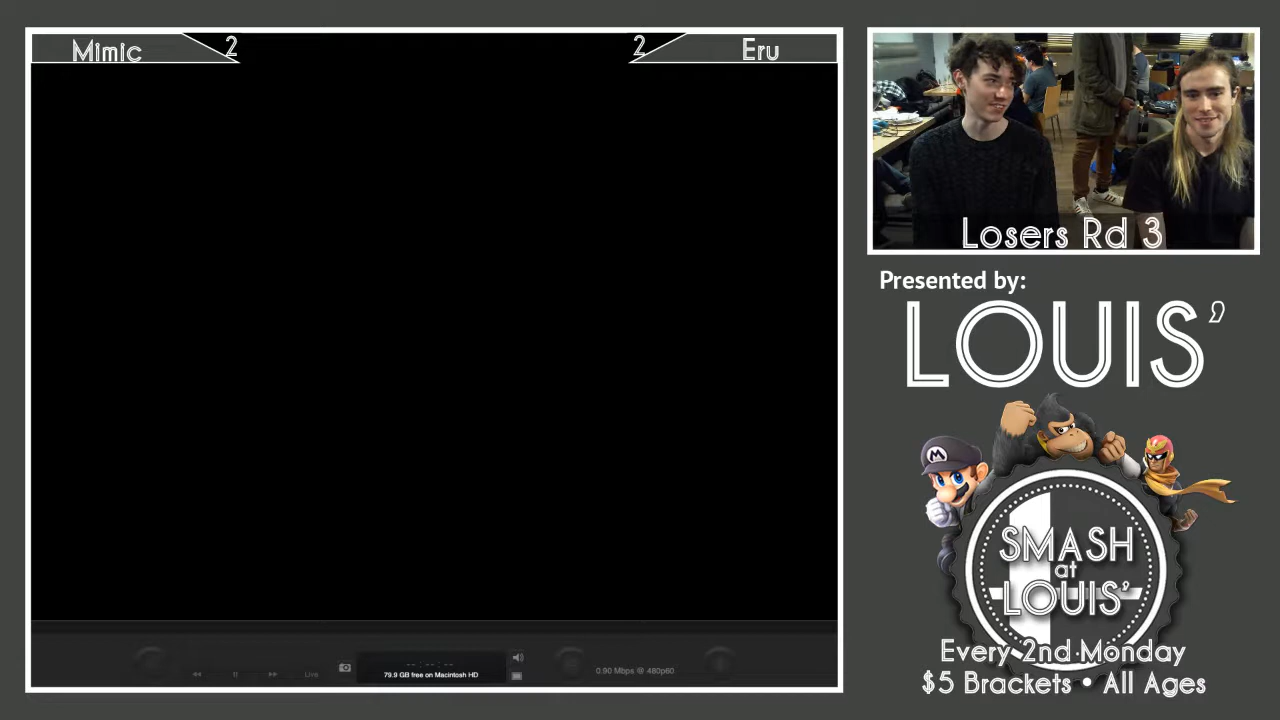 Mimic
2
2
Eru
Losers Rd 3
Presented by:
LOUIS'
SMASH
at
LOUIS'
Every 2nd Monday
$5 Brackets • All Ages
Live
-- : -- : --
79.9 GB free on Macintosh HD
0.90 Mbps @ 480p60